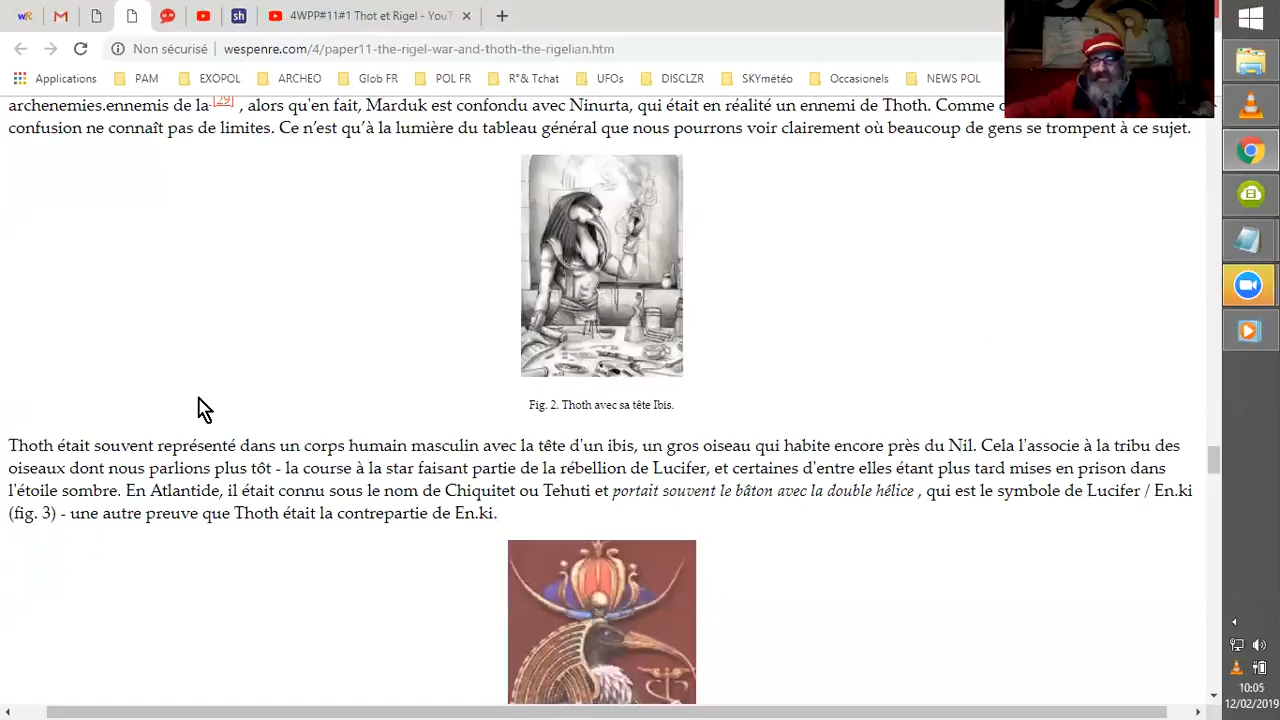 4WPP#11#1 Thot et Rigel - YouT
Non sécurisé wespenre.com/4/paper11-the-rigel-war-and-thoth-the-rigelian.htm
Applications PAM EXOPOL ARCHEO Glob FR POL FR R°& Tchat UFOs DISCLZR SKYmétéo Occasionels NEWS POL
archenemies.ennemis de la [29] , alors qu'en fait, Marduk est confondu avec Ninurta, qui était en réalité un ennemi de Thoth. Comme
confusion ne connaît pas de limites. Ce n'est qu'à la lumière du tableau général que nous pourrons voir clairement où beaucoup de gens se trompent à ce sujet.
Fig. 2. Thoth avec sa tête Ibis.
Thoth était souvent représenté dans un corps humain masculin avec la tête d'un ibis, un gros oiseau qui habite encore près du Nil. Cela l'associe à la tribu des
oiseaux dont nous parlions plus tôt - la course à la star faisant partie de la rébellion de Lucifer, et certaines d'entre elles étant plus tard mises en prison dans
l'étoile sombre. En Atlantide, il était connu sous le nom de Chiquitet ou Tehuti et portait souvent le bâton avec la double hélice , qui est le symbole de Lucifer / En.ki
(fig. 3) - une autre preuve que Thoth était la contrepartie de En.ki.
10:05
12/02/2019